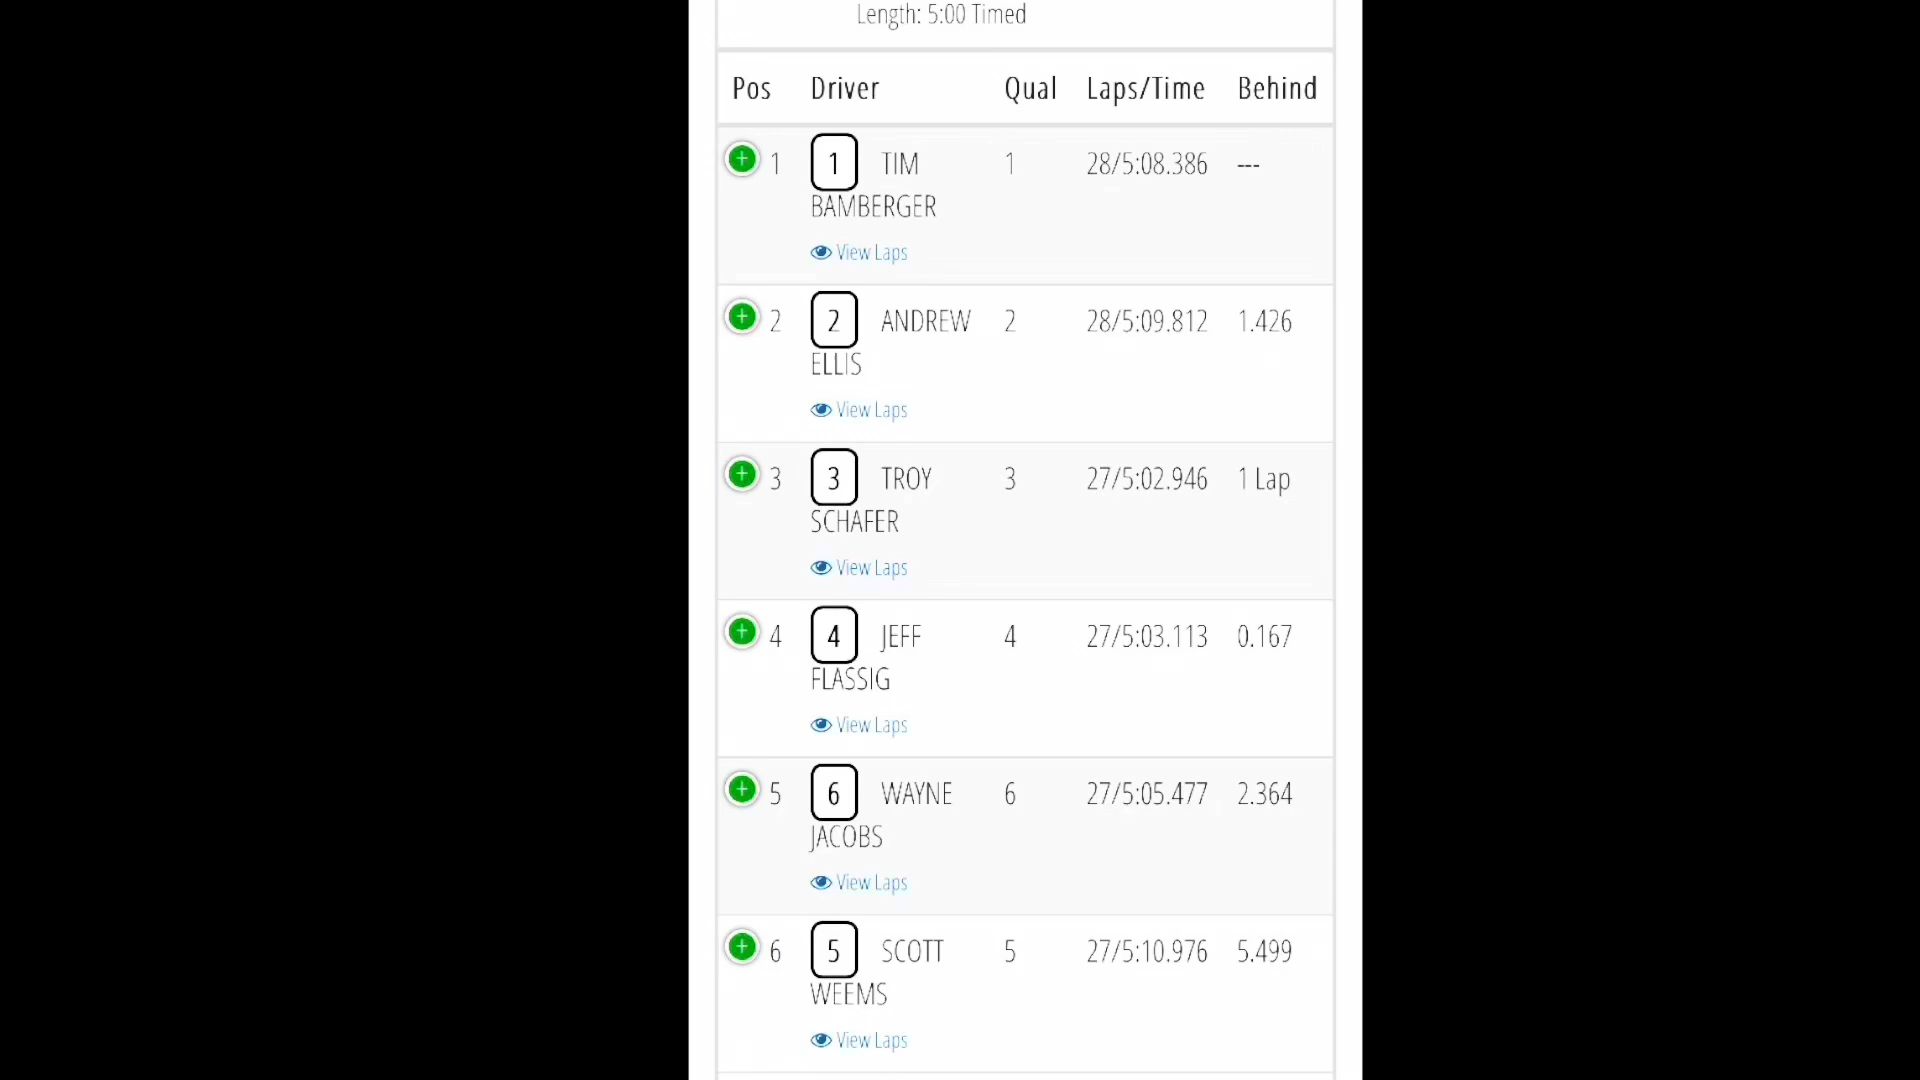 Length: 5:00 Timed
Pos Driver Qual Laps/Time Behind
1 1 TIM 1 28/5:08.386 ---
BAMBERGER
View Laps
2 2 ANDREW 2 28/5:09.812 1.426
ELLIS
View Laps
3 3 TROY 3 27/5:02.946 1 Lap
SCHAFER
View Laps
4 4 JEFF 4 27/5:03.113 0.167
FLASSIG
View Laps
5 6 WAYNE 6 27/5:05.477 2.364
JACOBS
View Laps
6 5 SCOTT 5 27/5:10.976 5.499
WEEMS
View Laps